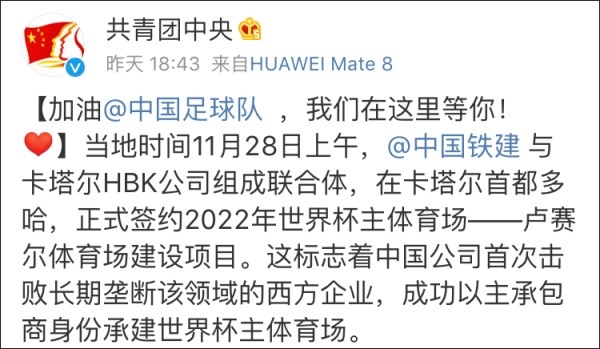 共青团中央
昨天 18:43 来自HUAWEI Mate 8
【加油@中国足球队 ，我们在这里等你！
❤️】当地时间11月28日上午，@中国铁建 与
卡塔尔HBK公司组成联合体，在卡塔尔首都多
哈，正式签约2022年世界杯主体育场——卢赛
尔体育场建设项目。这标志着中国公司首次击
败长期垄断该领域的西方企业，成功以主承包
商身份承建世界杯主体育场。